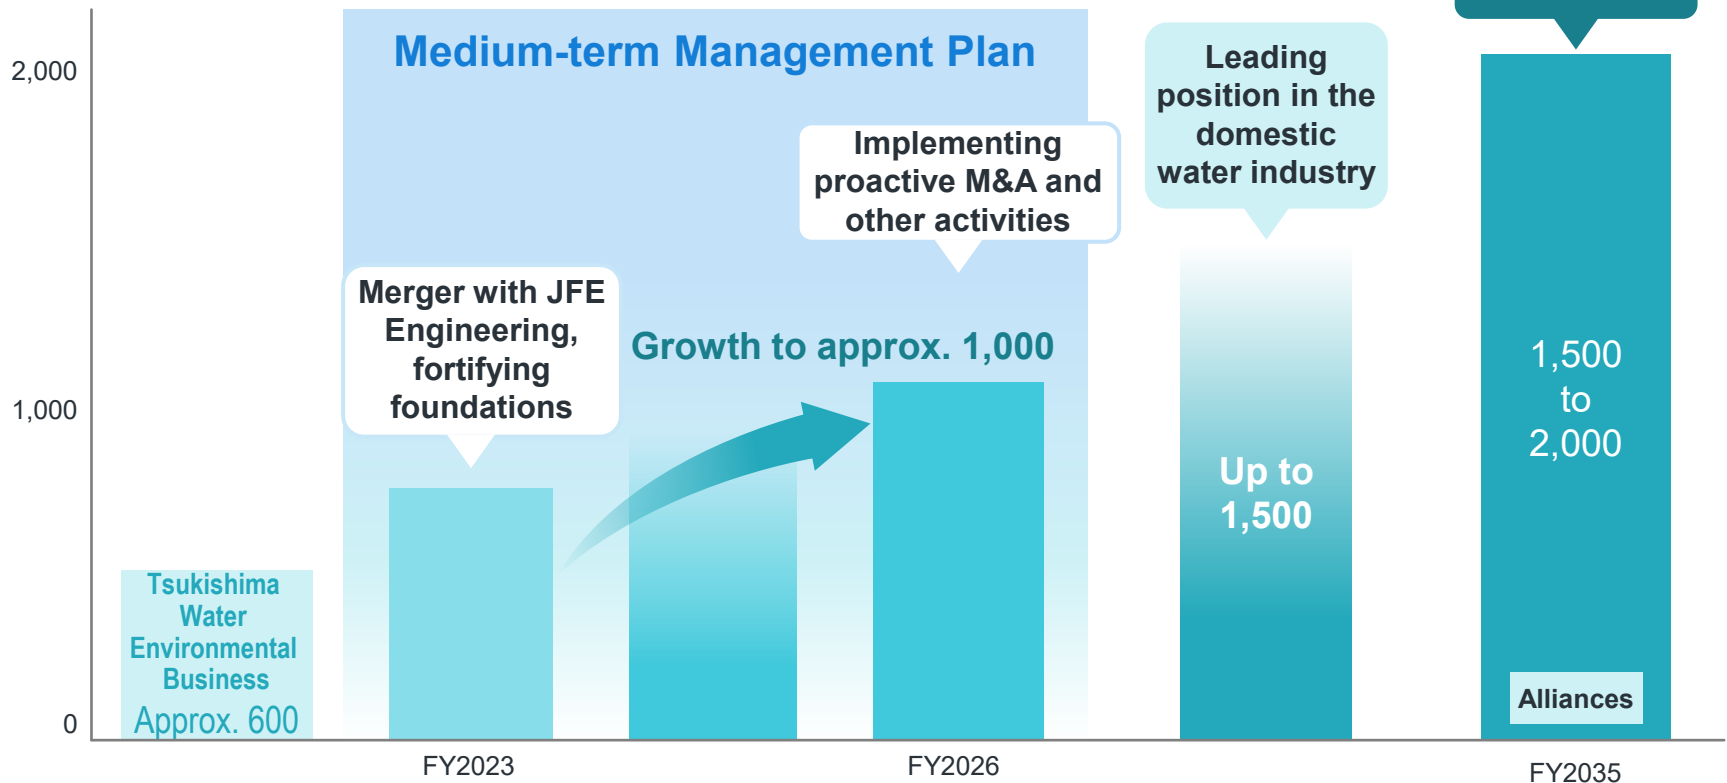 2,000
1,000
0
Medium-term Management Plan
Tsukishima
Water
Environmental
Business
Approx. 600
Merger with JFE
Engineering,
fortifying
foundations
Growth to approx. 1,000
Implementing
proactive M&A and
other activities
Leading
position in the
domestic
water industry
Up to
1,500
1,500
to
2,000
Alliances
FY2023
FY2026
FY2035